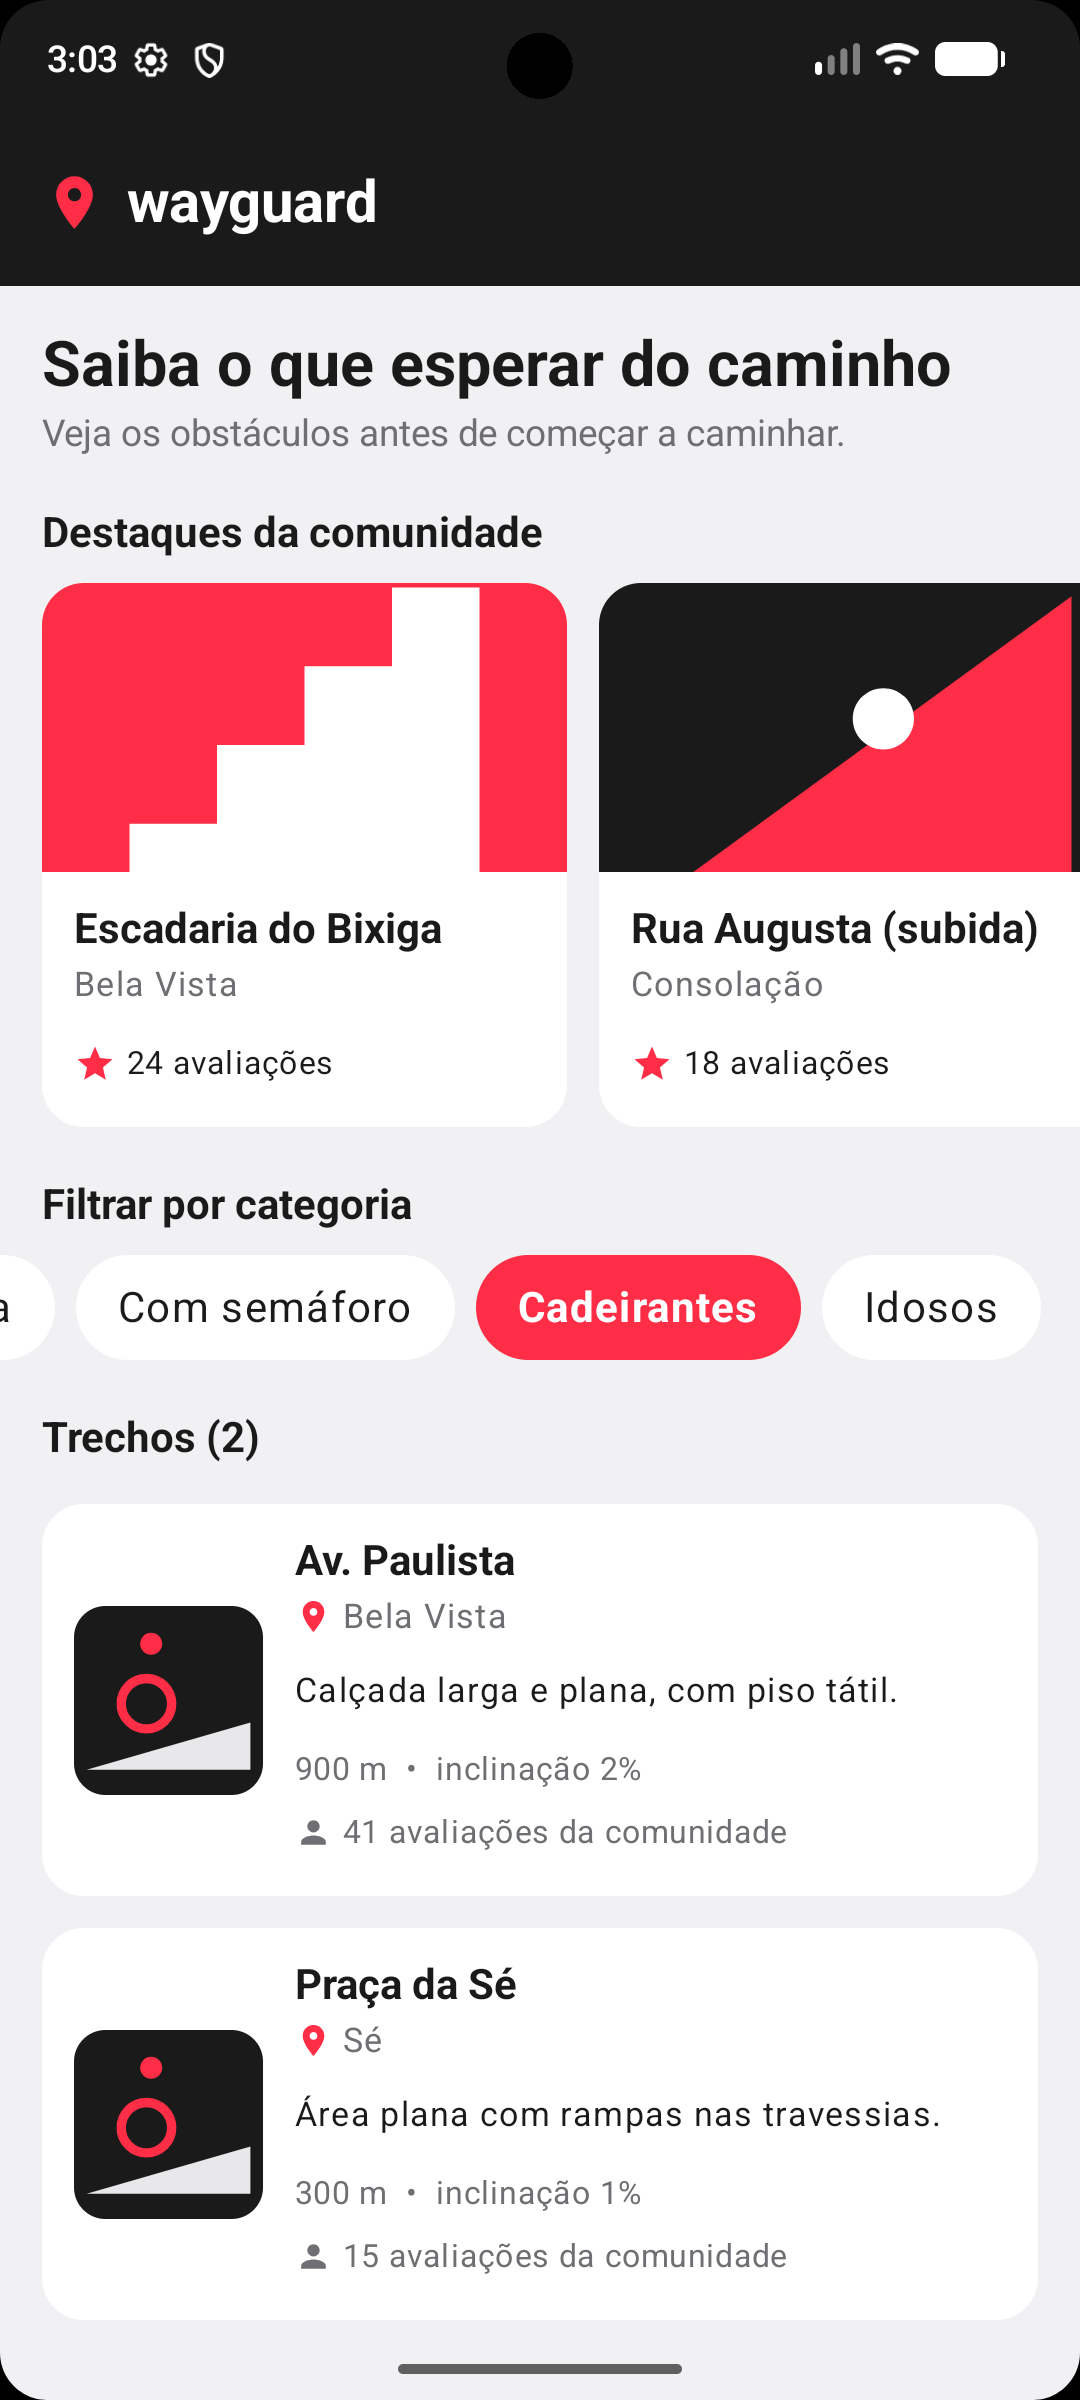 3:03
wayguard
Saiba o que esperar do caminho
Veja os obstáculos antes de começar a caminhar.
Destaques da comunidade
Escadaria do Bixiga
Bela Vista
24 avaliações
Rua Augusta (subida)
Consolação
18 avaliações
Filtrar por categoria
a
Com semáforo
Cadeirantes
Idosos
Trechos (2)
Av. Paulista
Bela Vista
Calçada larga e plana, com piso tátil.
900 m • inclinação 2%
41 avaliações da comunidade
Praça da Sé
Sé
Área plana com rampas nas travessias.
300 m • inclinação 1%
15 avaliações da comunidade